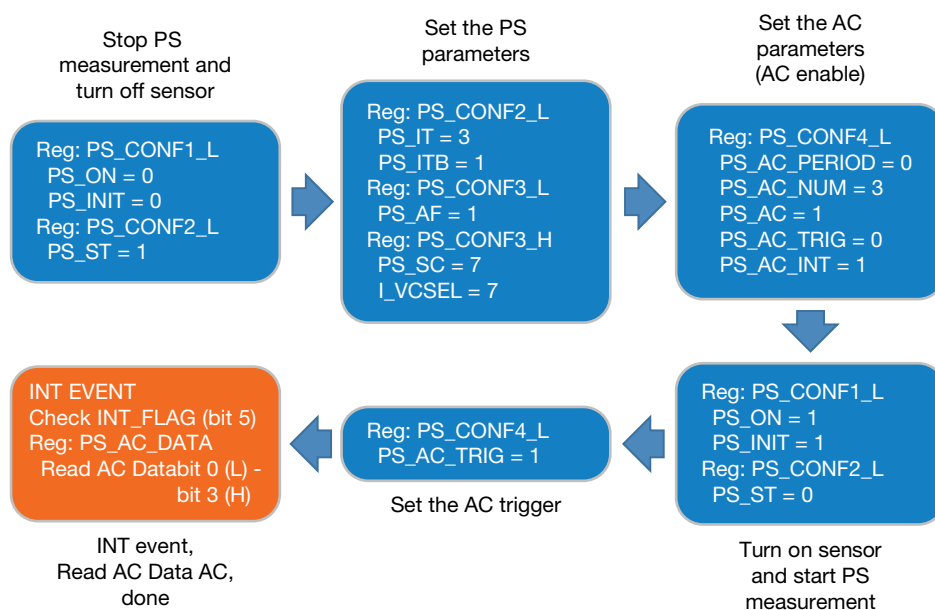 Stop PS
measurement and
turn off sensor
Reg: PS_CONF1_L
PS_ON = 0
PS_INIT = 0
Reg: PS_CONF2_L
PS_ST = 1
Set the PS
parameters
Reg: PS_CONF2_L
PS_IT = 3
PS_ITB = 1
Reg: PS_CONF3_L
PS_AF = 1
Reg: PS_CONF3_H
PS_SC = 7
I_VCSEL = 7
Set the AC
parameters
(AC enable)
Reg: PS_CONF4_L
PS_AC_PERIOD = 0
PS_AC_NUM = 3
PS_AC = 1
PS_AC_TRIG = 0
PS_AC_INT = 1
Reg: PS_CONF1_L
PS_ON = 1
PS_INIT = 1
Reg: PS_CONF2_L
PS_ST = 0
Turn on sensor
and start PS
measurement
Reg: PS_CONF4_L
PS_AC_TRIG = 1
Set the AC trigger
INT EVENT
Check INT_FLAG (bit 5)
Reg: PS_AC_DATA
Read AC Databit 0 (L) -
bit 3 (H)
INT event,
Read AC Data AC,
done